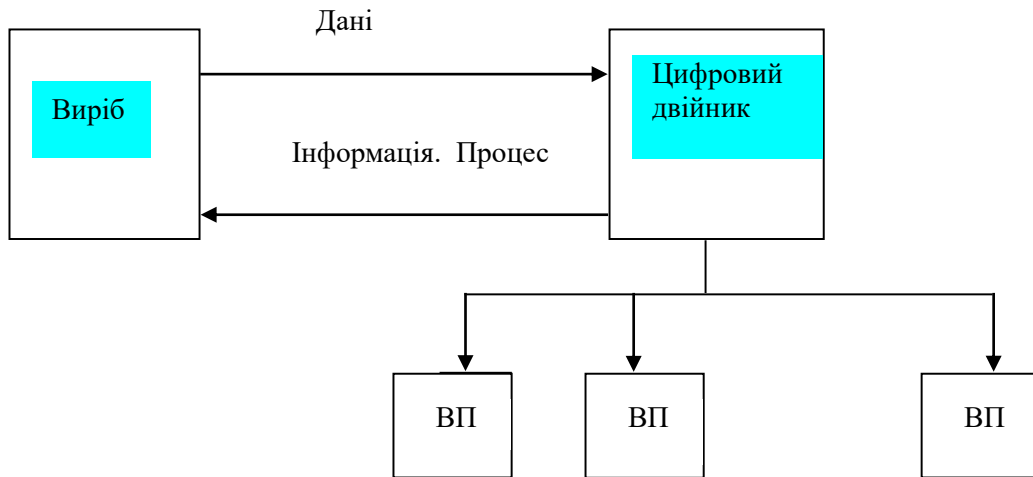 Дані
Виріб
Цифровий
двійник
Інформація. Процес
ВП
ВП
ВП